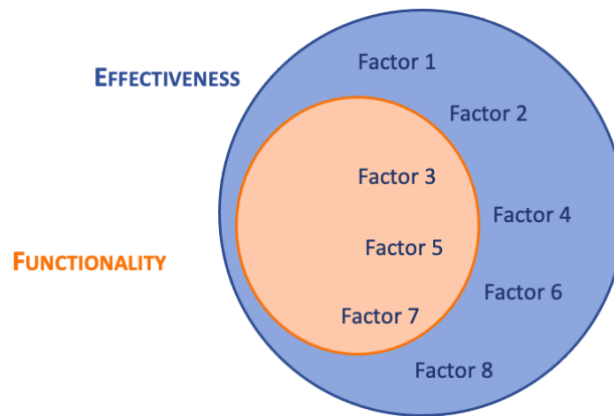 Factor 1
EFFECTIVENESS
Factor 2
Factor 3
Factor 4
Factor 5
FUNCTIONALITY
Factor 6
Factor 7
Factor 8